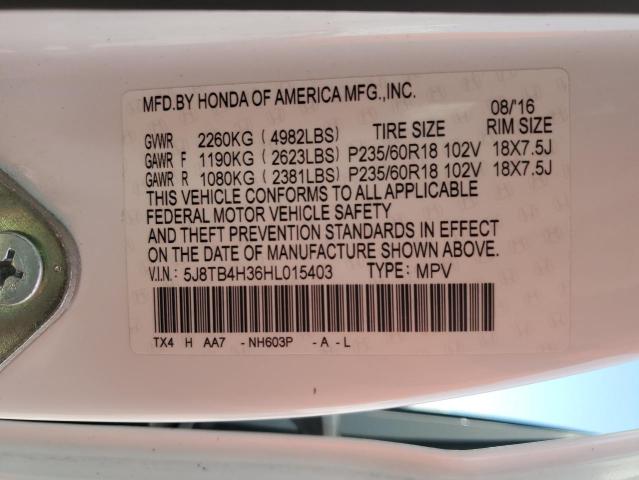 MFD.BY HONDA OF AMERICA MFG.,INC. 08/'16
GVWR 2260KG ( 4982LBS) TIRE SIZE RIM SIZE
GAWR F 1190KG ( 2623LBS) P235/60R18 102V 18X7.5J
GAWR R 1080KG ( 2381LBS) P235/60R18 102V 18X7.5J
THIS VEHICLE CONFORMS TO ALL APPLICABLE
FEDERAL MOTOR VEHICLE SAFETY
AND THEFT PREVENTION STANDARDS IN EFFECT
ON THE DATE OF MANUFACTURE SHOWN ABOVE.
V.I.N.: 5J8TB4H36HL015403 TYPE: MPV
TX4 H AA7 -NH603P -A-L